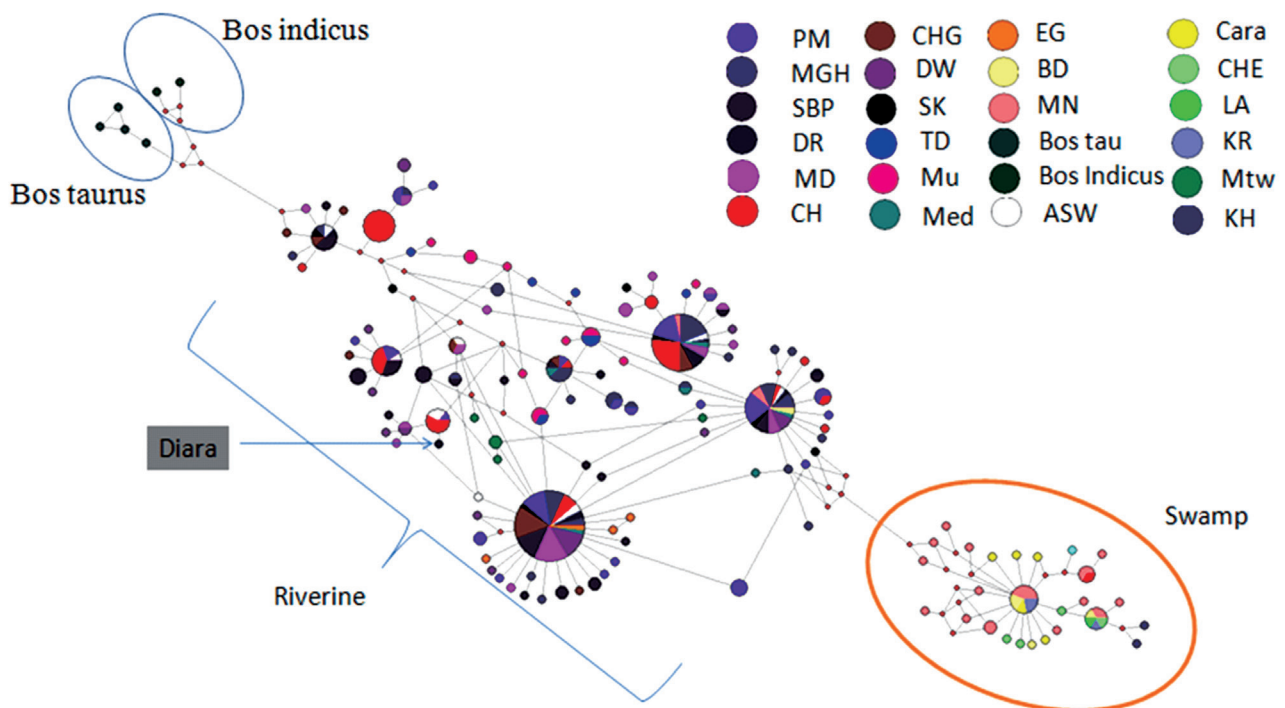 Bos indicus
Bos taurus
PM
MGH
SBP
DR
MD
CH
CHG
DW
SK
TD
Mu
Med
EG
BD
MN
Bos tau
Bos Indicus
ASW
Cara
CHE
LA
KR
Mtw
KH
Diara
Riverine
Swamp